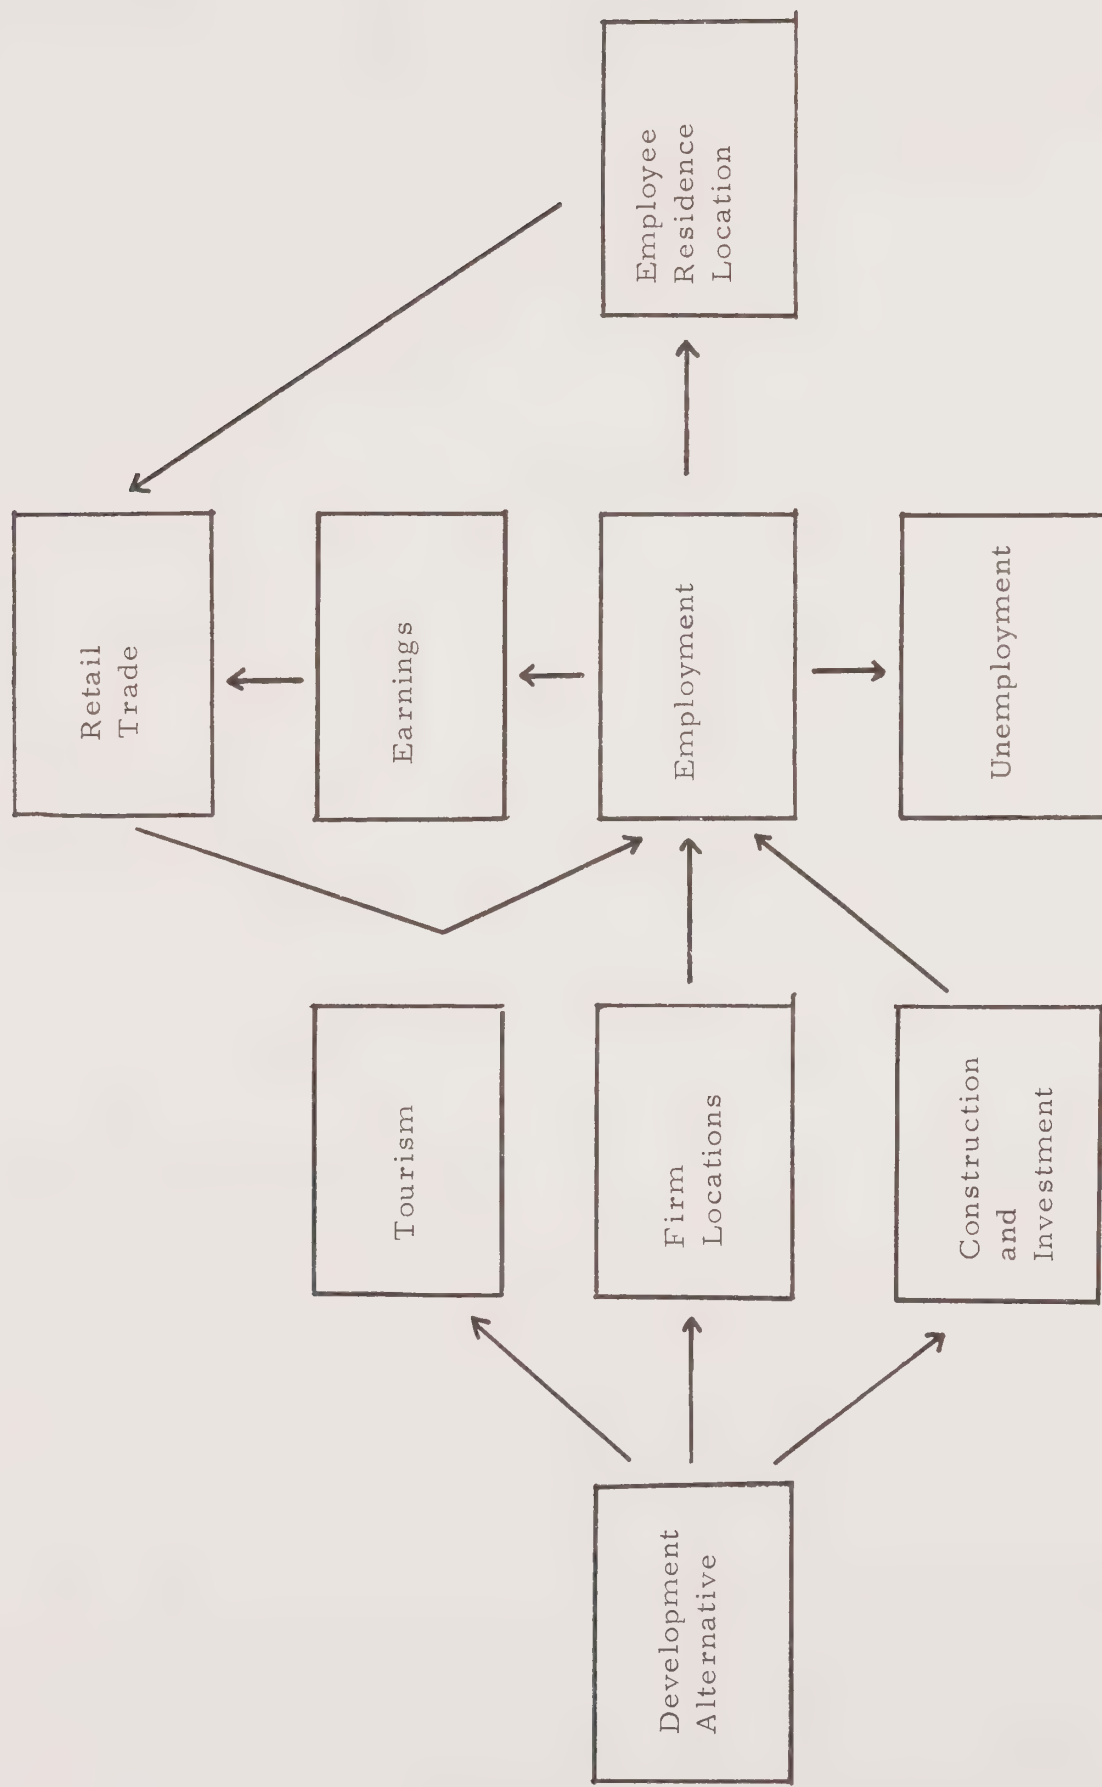 Development
Alternative
Tourism
Firm
Locations
Construction
and
Investment
Retail
Trade
Earnings
Employment
Unemployment
Employee
Residence
Location